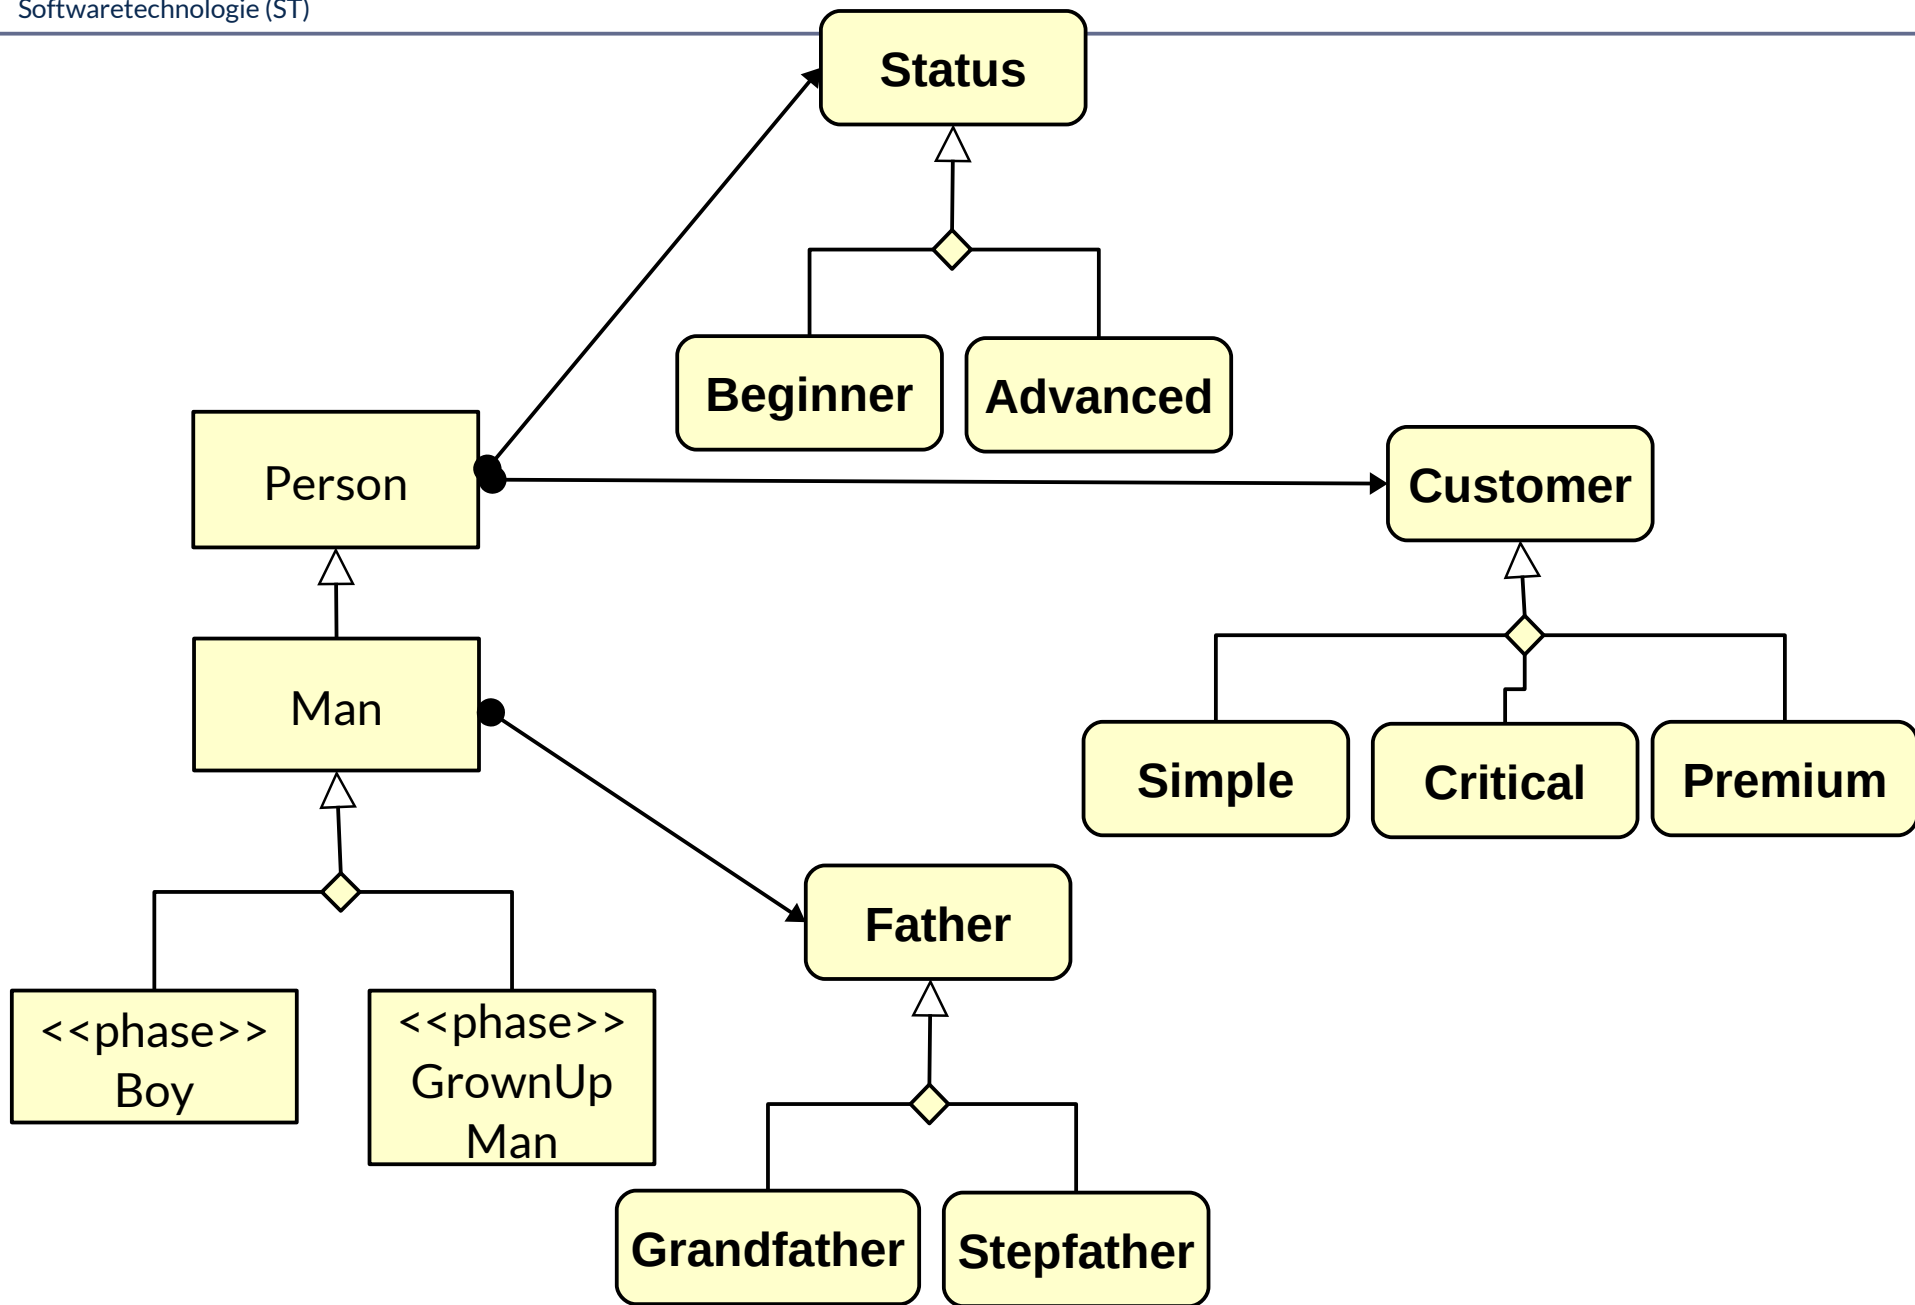 Softwaretechnologie (ST)
Status
Beginner
Advanced
Person
Customer
Man
Simple
Critical
Premium
Father
<<phase>>
Boy
<<phase>>
GrownUp
Man
Grandfather
Stepfather